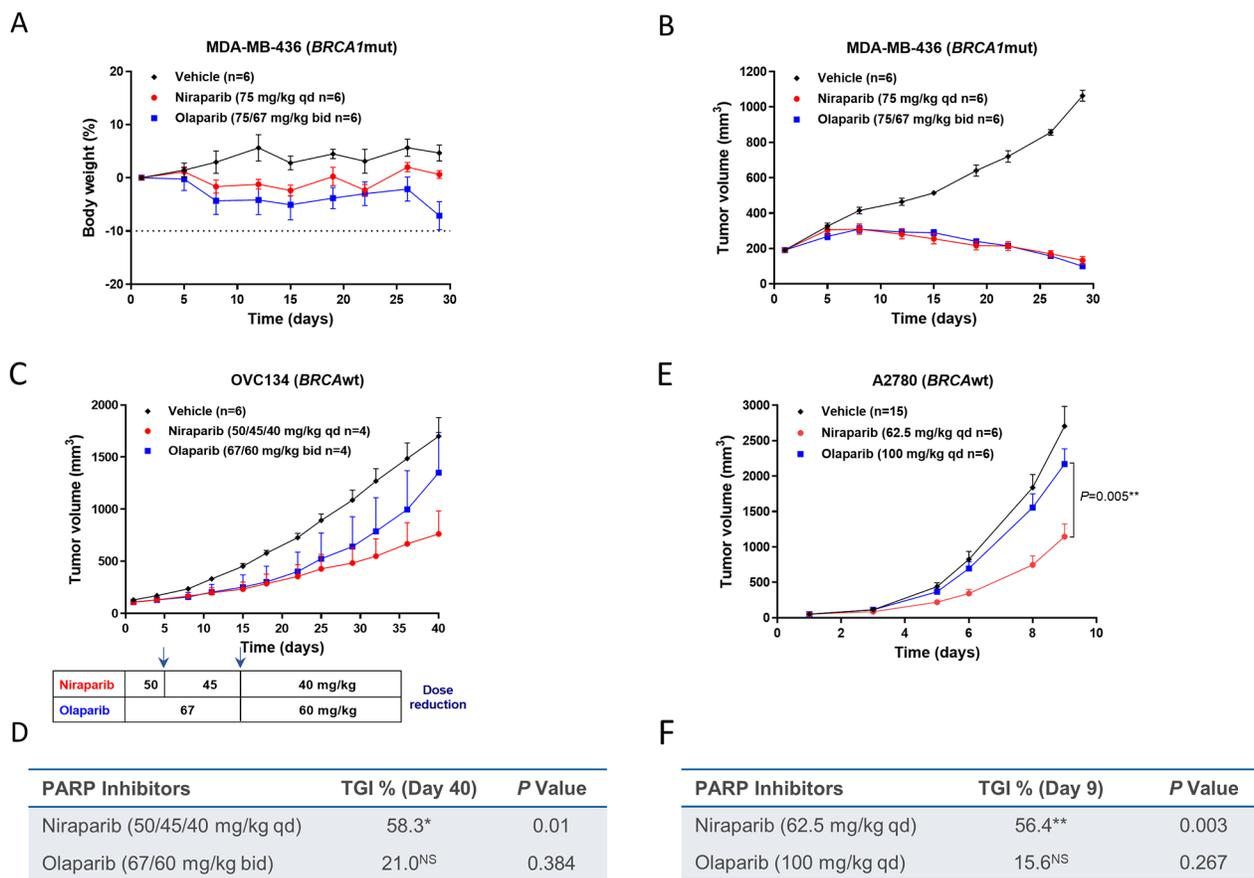 A
MDA-MB-436 (BRCA1mut)
Vehicle (n=6)
Niraparib (75 mg/kg qd n=6)
Olaparib (75/67 mg/kg bid n=6)
Body weight (%)
20
10
0
-10
-20
0 5 10 15 20 25 30
Time (days)
B
MDA-MB-436 (BRCA1mut)
Vehicle (n=6)
Niraparib (75 mg/kg qd n=6)
Olaparib (75/67 mg/kg bid n=6)
Tumor volume (mm³)
1200
1000
800
600
400
200
0
0 5 10 15 20 25 30
Time (days)
C
OVC134 (BRCAwt)
Vehicle (n=6)
Niraparib (50/45/40 mg/kg qd n=4)
Olaparib (67/60 mg/kg bid n=4)
Tumor volume (mm³)
2000
1500
1000
500
0
0 5 10 15 20 25 30 35 40
Time (days)
Niraparib 50 45 40 mg/kg
Olaparib 67 60 mg/kg
Dose
reduction
E
A2780 (BRCAwt)
Vehicle (n=15)
Niraparib (62.5 mg/kg qd n=6)
Olaparib (100 mg/kg qd n=6)
Tumor volume (mm³)
3000
2500
2000
1500
1000
500
0
0 2 4 6 8 10
Time (days)
P=0.005**
D
PARP Inhibitors TGI % (Day 40) P Value
Niraparib (50/45/40 mg/kg qd) 58.3* 0.01
Olaparib (67/60 mg/kg bid) 21.0NS 0.384
F
PARP Inhibitors TGI % (Day 9) P Value
Niraparib (62.5 mg/kg qd) 56.4** 0.003
Olaparib (100 mg/kg qd) 15.6NS 0.267